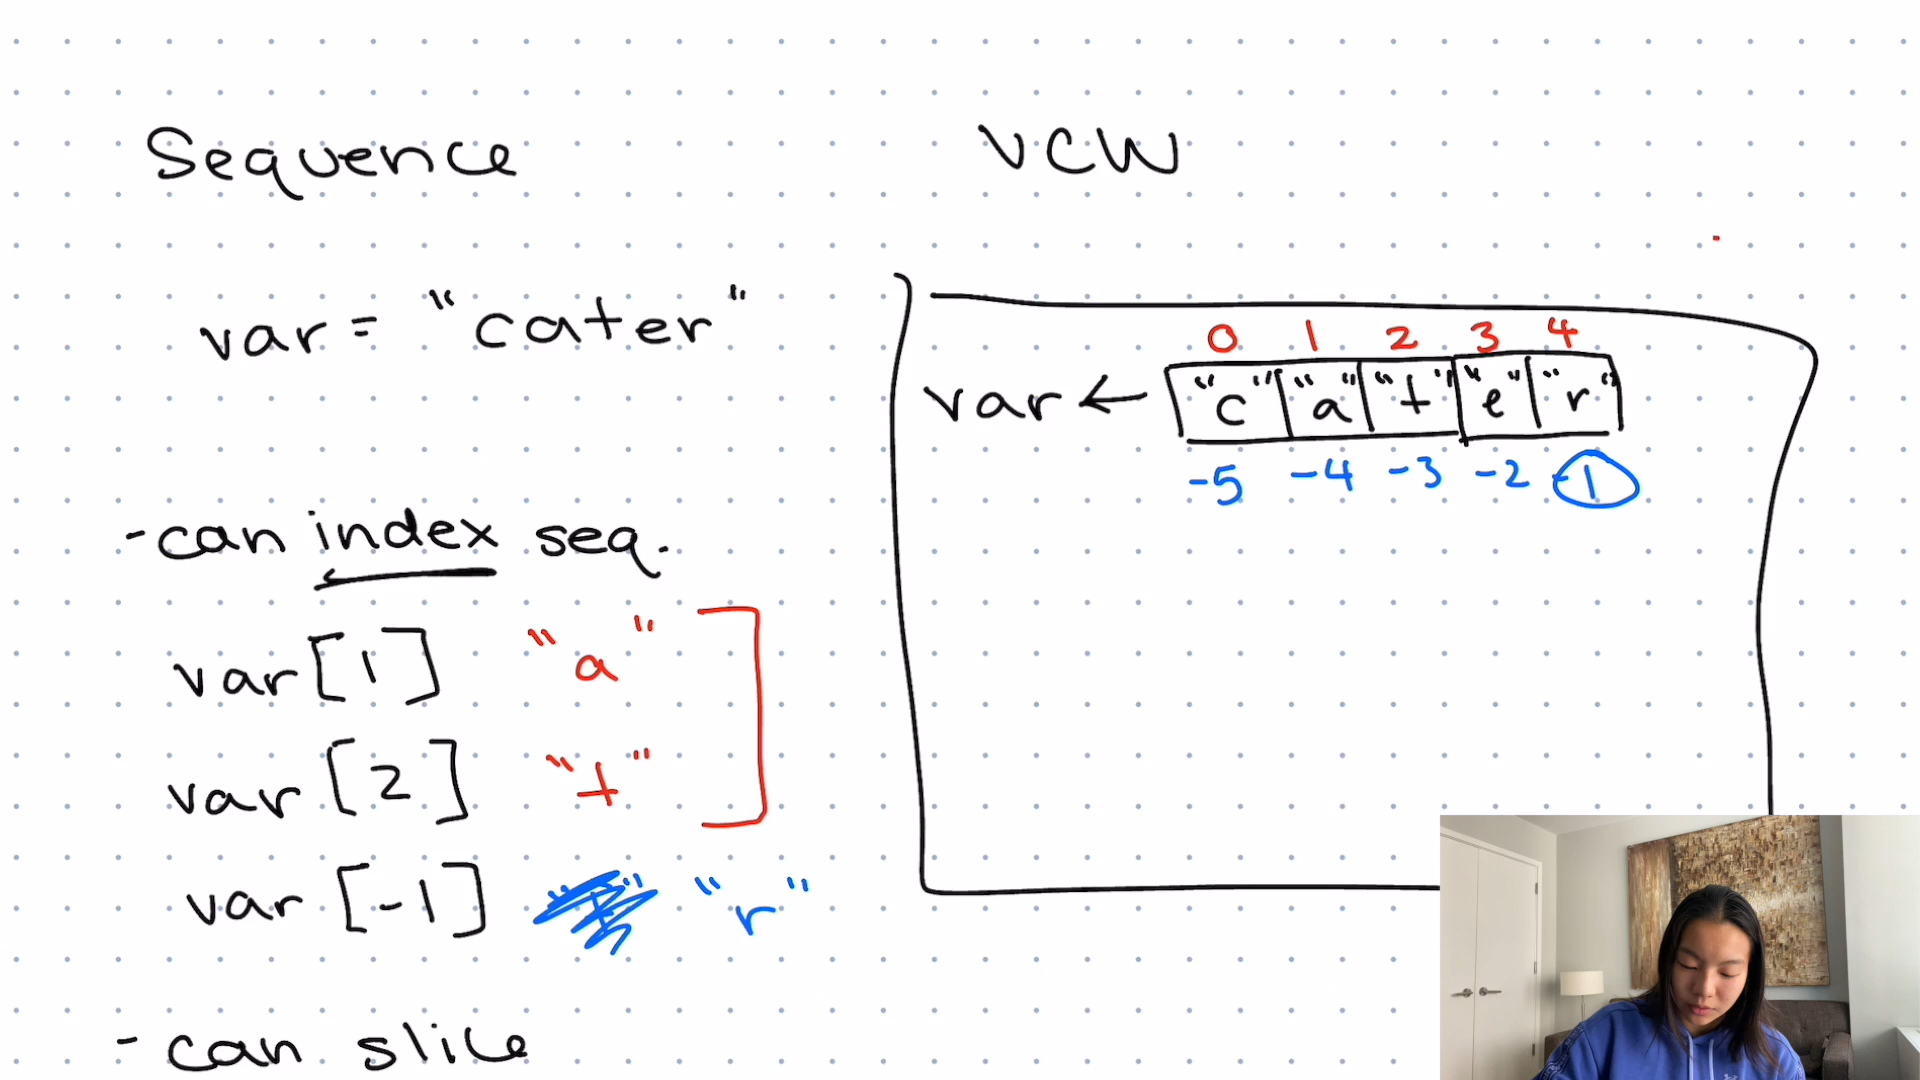 Sequence
VCW
var = "cater"
0 1 2 3 4
var ← "c" "a" "t" "e" "r"
-5 -4 -3 -2 -1
-can index seq.
var[1] "a"
var[2] "t"
var[-1] "r"
-can slice